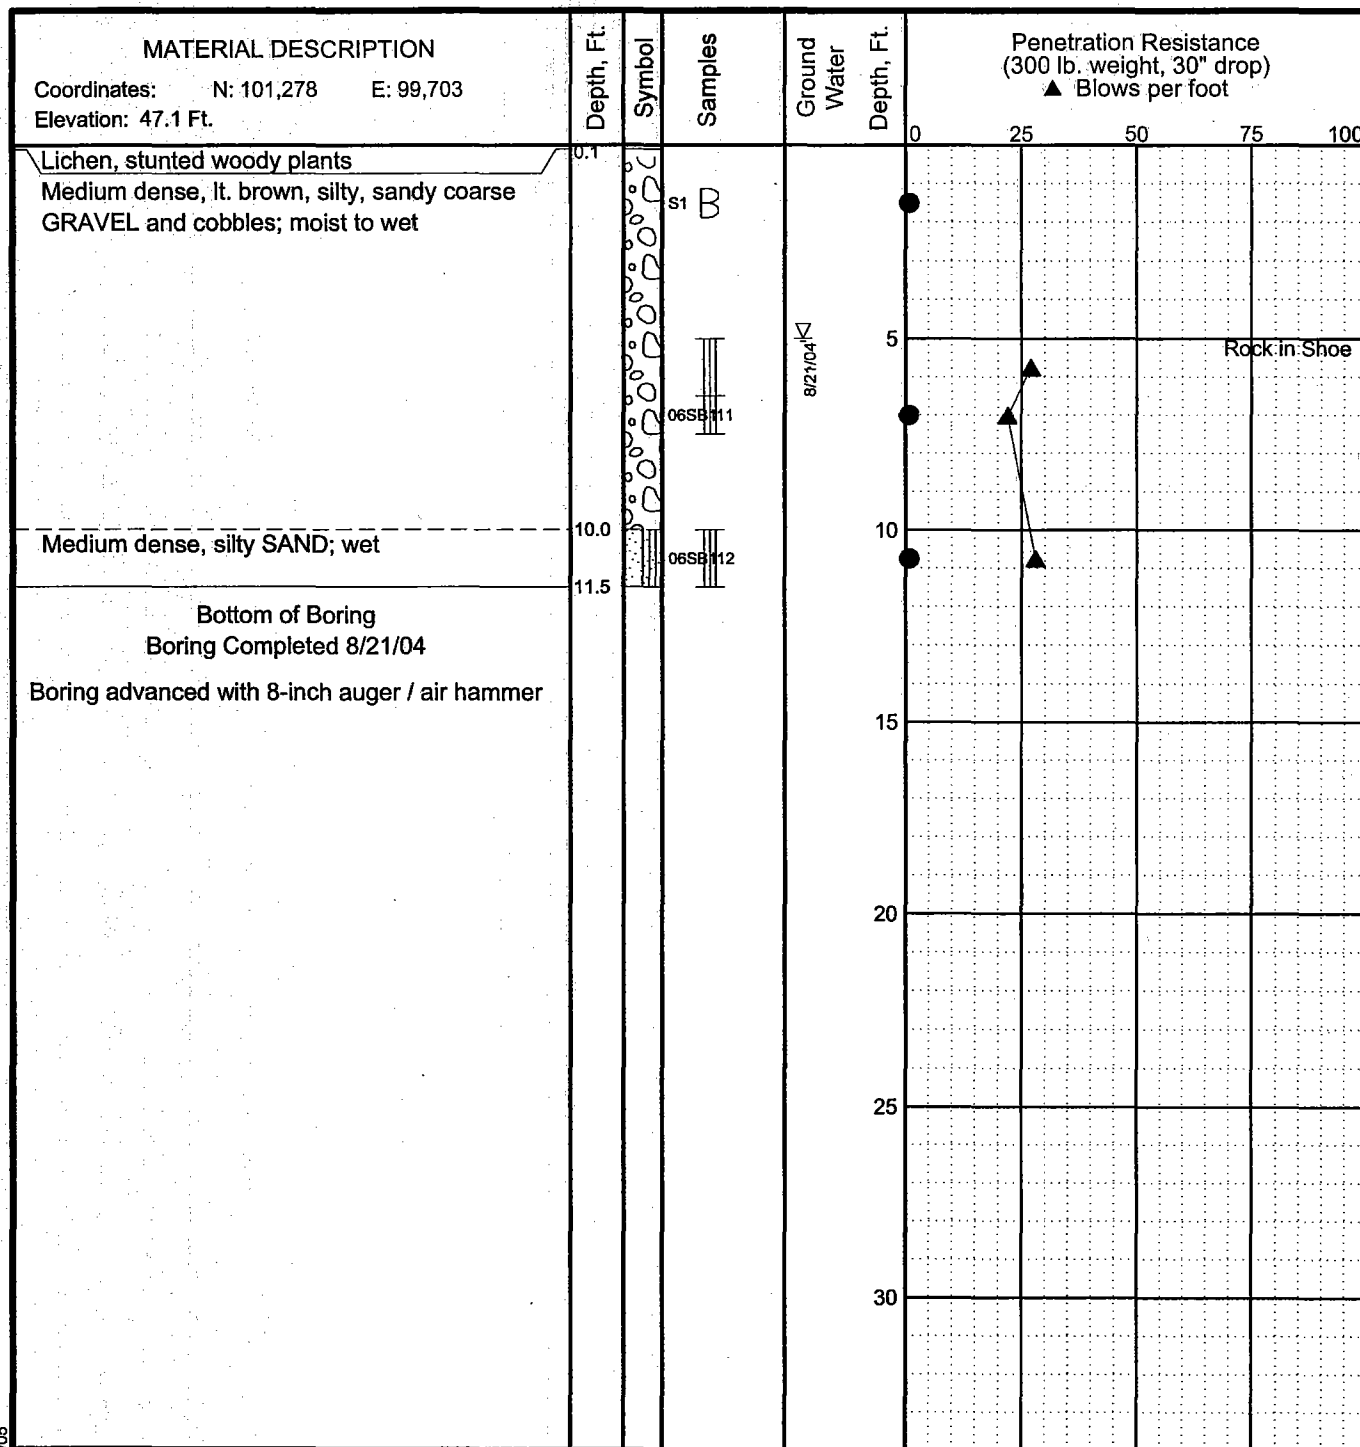 MATERIAL DESCRIPTION
Coordinates: N: 101,278 E: 99,703
Elevation: 47.1 Ft.
Depth, Ft.
Symbol
Samples
Ground
Water
Depth, Ft.
Penetration Resistance
(300 lb. weight, 30" drop)
▲ Blows per foot
0 25 50 75 100
Lichen, stunted woody plants
0.1
Medium dense, lt. brown, silty, sandy coarse
GRAVEL and cobbles; moist to wet
S1
B
8/21/04
5
Rock in Shoe
06SB111
10.0
10
Medium dense, silty SAND; wet
06SB112
11.5
Bottom of Boring
Boring Completed 8/21/04
Boring advanced with 8-inch auger / air hammer
15
20
25
30